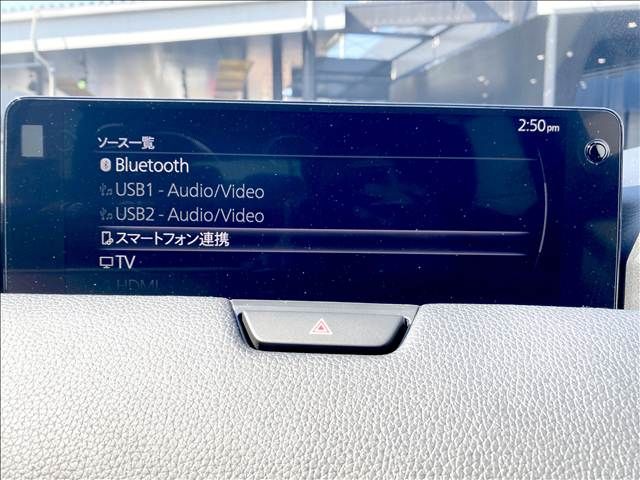 2:50pm
ソース一覧
Bluetooth
USB1 - Audio/Video
USB2 - Audio/Video
スマートフォン連携
TV
HDMI